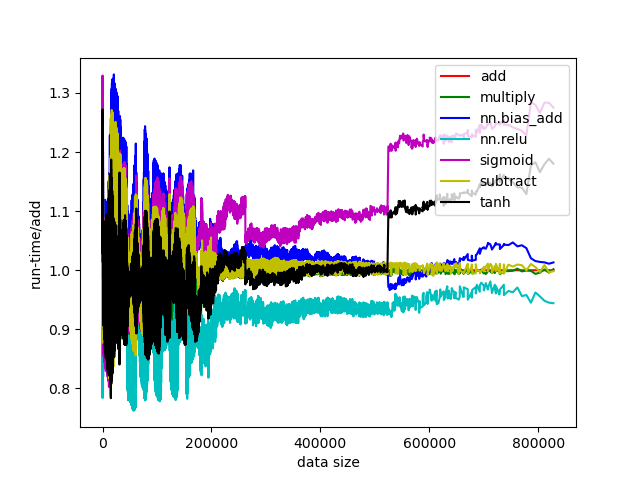 1.3
1.2
1.1
1.0
0.9
0.8
run-time/add
0
200000
400000
600000
800000
data size
add
multiply
nn.bias_add
nn.relu
sigmoid
subtract
tanh